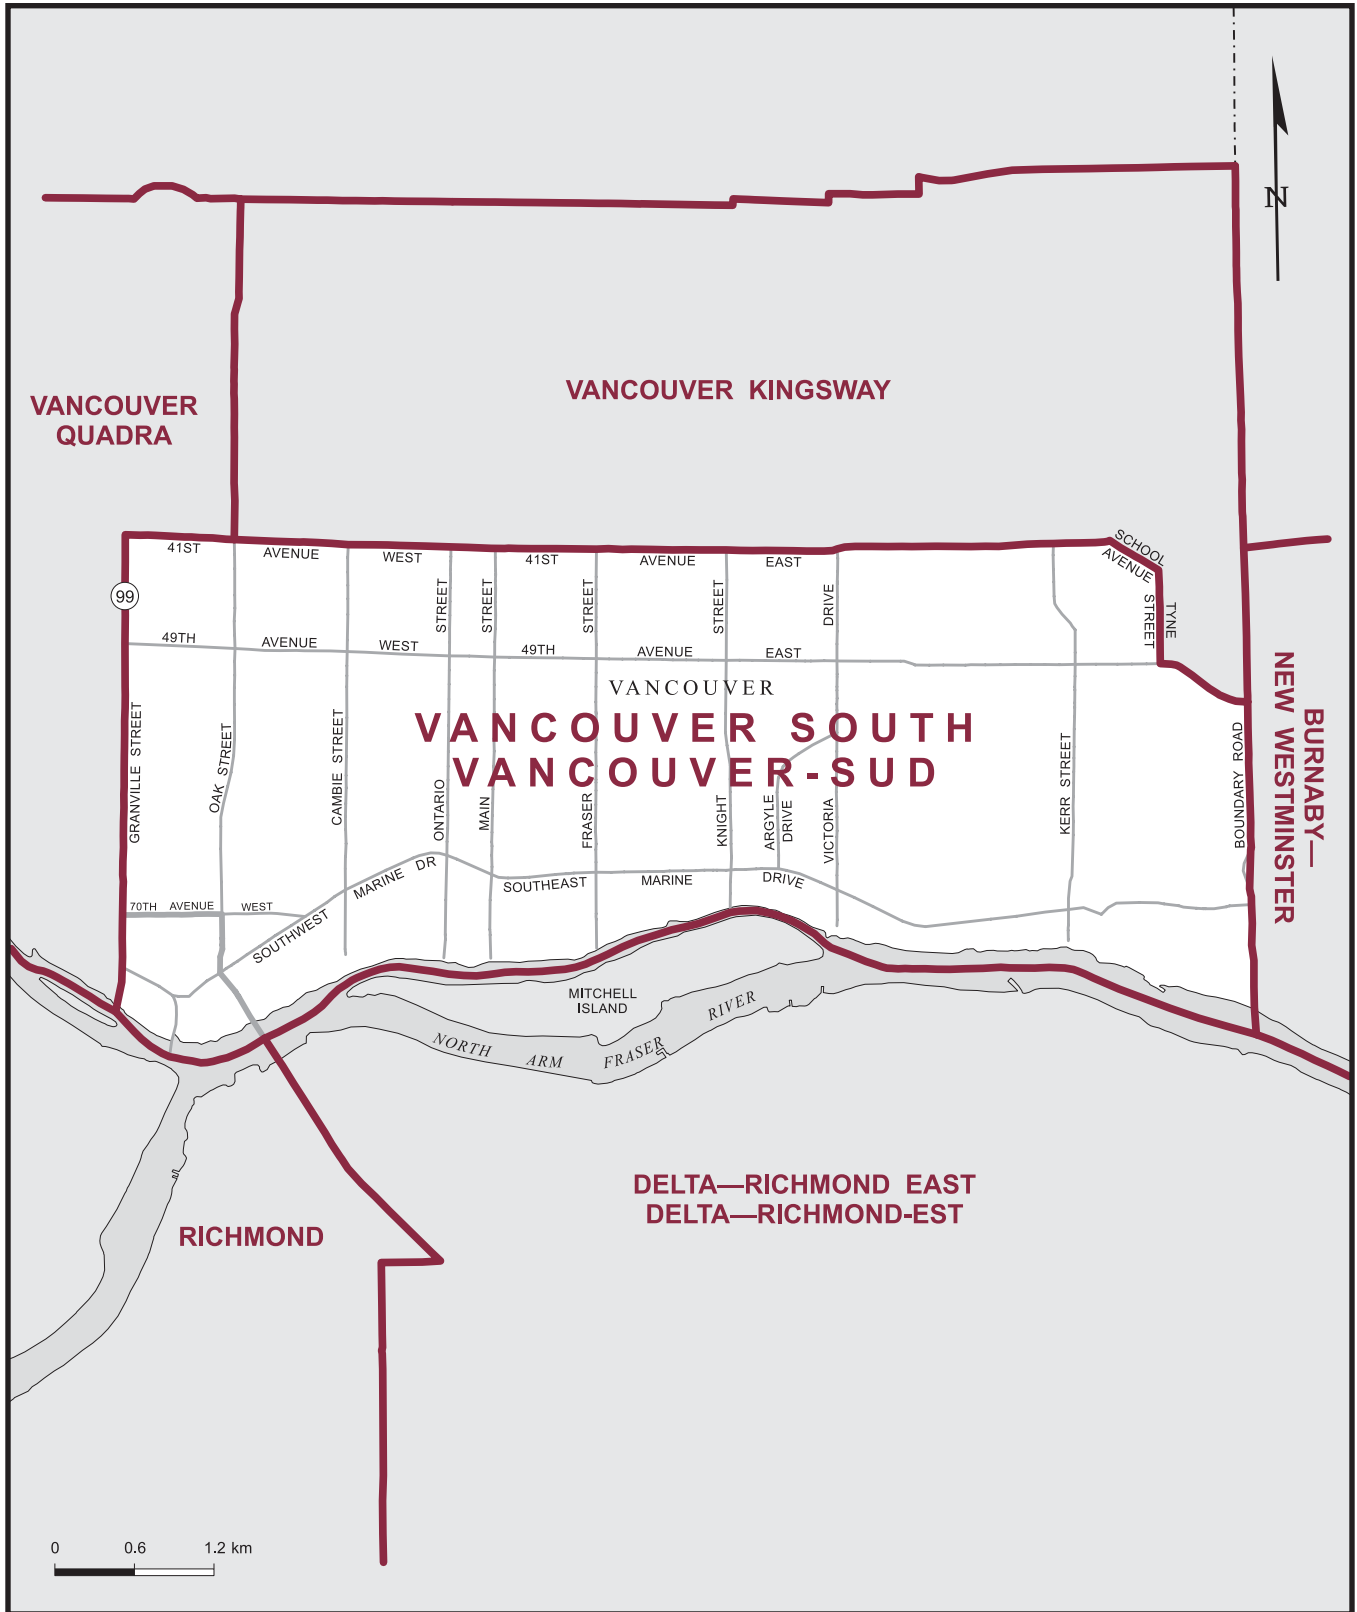 N
VANCOUVER KINGSWAY
VANCOUVER
QUADRA
41ST AVENUE WEST 41ST AVENUE EAST
SCHOOL
AVENUE
99
STREET
STREET
STREET
STREET
DRIVE
STREET
TYNE
49TH AVENUE WEST 49TH AVENUE EAST
VANCOUVER
VANCOUVER SOUTH
VANCOUVER-SUD
NEW WESTMINSTER
BURNABY—
GRANVILLE STREET
OAK STREET
CAMBIE STREET
ONTARIO
MAIN
FRASER
KNIGHT
ARGYLE
DRIVE
VICTORIA
KERR STREET
BOUNDARY ROAD
SOUTHWEST MARINE DR
SOUTHEAST MARINE DRIVE
70TH AVENUE WEST
MITCHELL
ISLAND
NORTH ARM FRASER RIVER
DELTA—RICHMOND EAST
DELTA—RICHMOND-EST
RICHMOND
0 0.6 1.2 km